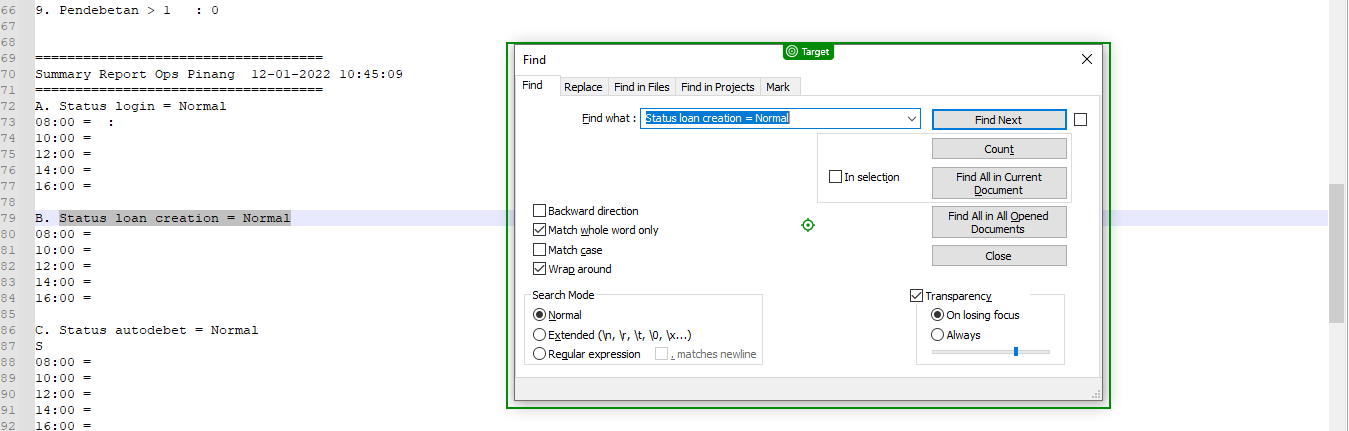 66 9. Pendebetan > 1 : 0
67
68
69 ====================================
70 Summary Report Ops Pinang 12-01-2022 10:45:09
71 ====================================
72 A. Status login = Normal
73 08:00 = :
74 10:00 =
75 12:00 =
76 14:00 =
77 16:00 =
78
79 B. Status loan creation = Normal
80 08:00 =
81 10:00 =
82 12:00 =
83 14:00 =
84 16:00 =
85
86 C. Status autodebet = Normal
87 S
88 08:00 =
89 10:00 =
90 12:00 =
91 14:00 =
92 16:00 =
Target
Find
Find Replace Find in Files Find in Projects Mark
Find what : Status loan creation = Normal
Find Next
Count
In selection
Find All in Current
Document
Find All in All Opened
Documents
Close
Backward direction
Match whole word only
Match case
Wrap around
Search Mode
Normal
Extended (\n, \r, \t, \0, \x...)
Regular expression . matches newline
Transparency
On losing focus
Always